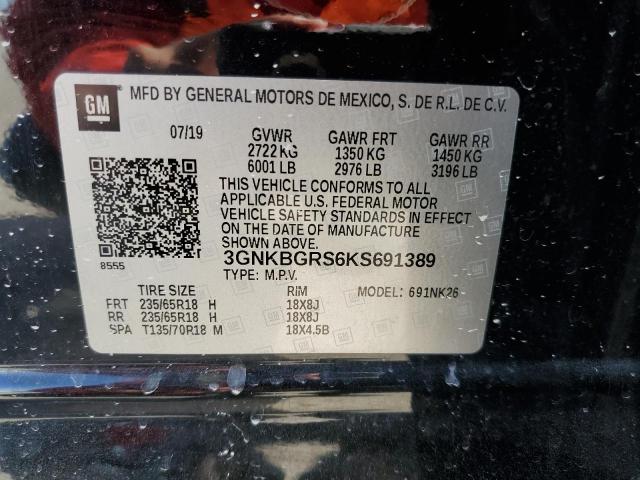 GM
MFD BY GENERAL MOTORS DE MEXICO, S. DE R.L. DE C.V.
07/19 GVWR GAWR FRT GAWR RR
2722 KG 1350 KG 1450 KG
6001 LB 2976 LB 3196 LB
THIS VEHICLE CONFORMS TO ALL
APPLICABLE U.S. FEDERAL MOTOR
VEHICLE SAFETY STANDARDS IN EFFECT
ON THE DATE OF MANUFACTURE
SHOWN ABOVE.
8555
3GNKBGRS6KS691389
TYPE: M.P.V.
TIRE SIZE RIM MODEL: 691NK26
FRT 235/65R18 H 18X8J
RR 235/65R18 H 18X8J
SPA T135/70R18 M 18X4.5B